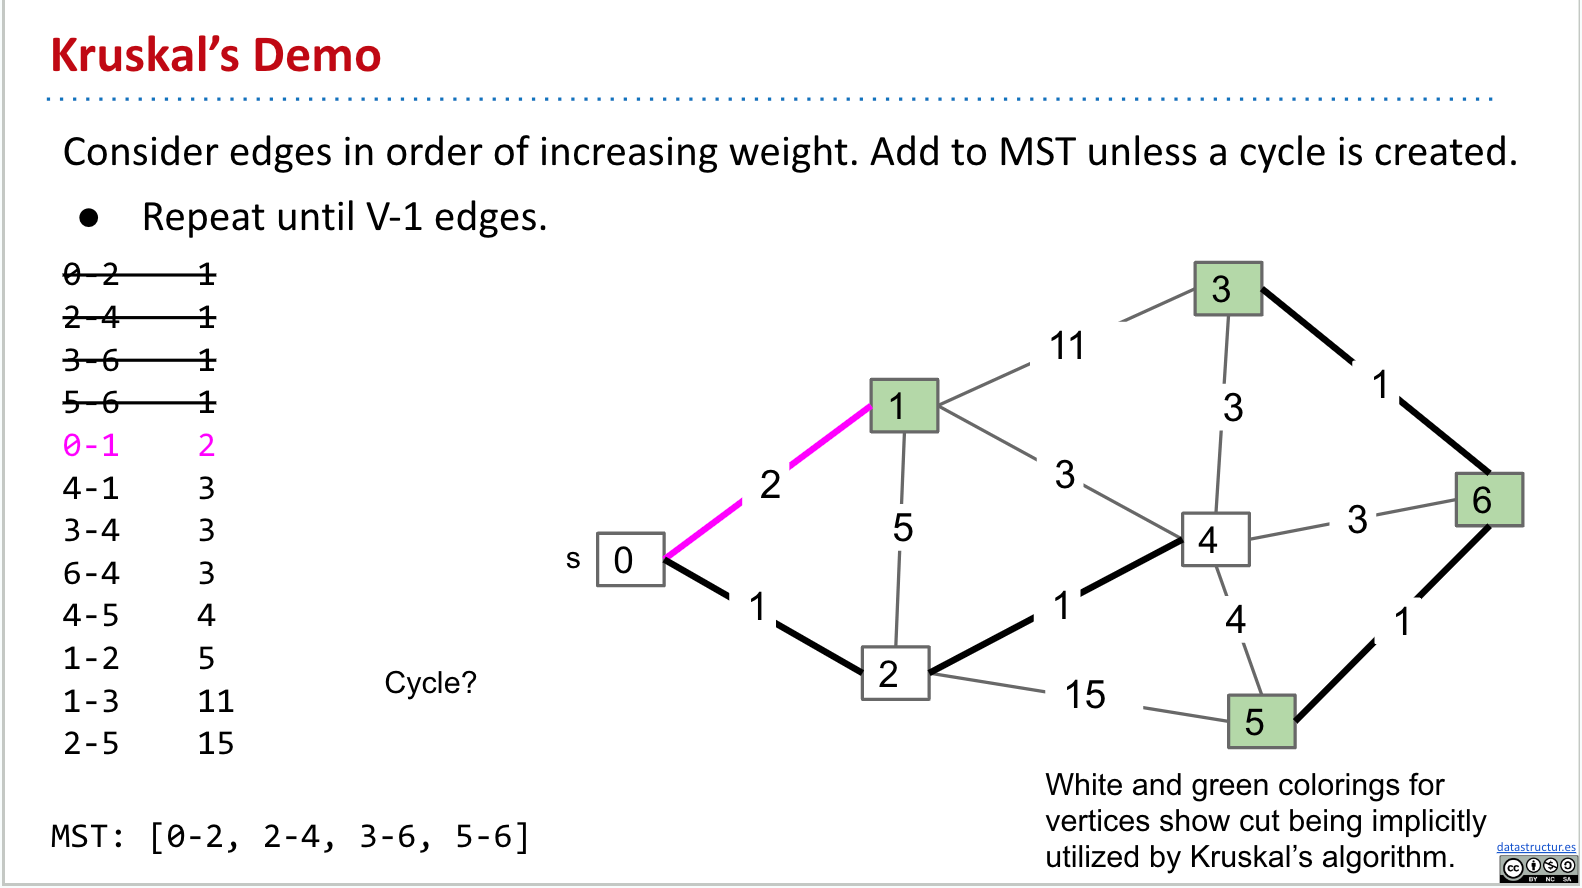 Kruskal's Demo
Consider edges in order of increasing weight. Add to MST unless a cycle is created.
● Repeat until V-1 edges.
0-2 1
2-4 1
3-6 1
5-6 1
0-1 2
4-1 3
3-4 3
6-4 3
4-5 4
1-2 5
1-3 11
2-5 15
Cycle?
MST: [0-2, 2-4, 3-6, 5-6]
3
11
1
1
3
2
3
6
5
3
4
s
0
1
1
4
2
15
1
5
White and green colorings for
vertices show cut being implicitly
utilized by Kruskal's algorithm.
datastructur.es
cc
BY NC SA